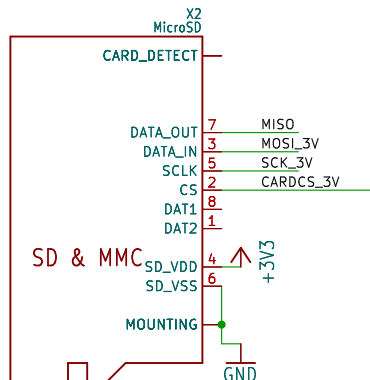 X2
MicroSD
CARD_DETECT
DATA_OUT 7 MISO
DATA_IN 3 MOSI_3V
SCLK 5 SCK_3V
CS 2 CARDCS_3V
DAT1 8
DAT2 1
SD & MMC
SD_VDD 4 +3V3
SD_VSS 6
MOUNTING
GND